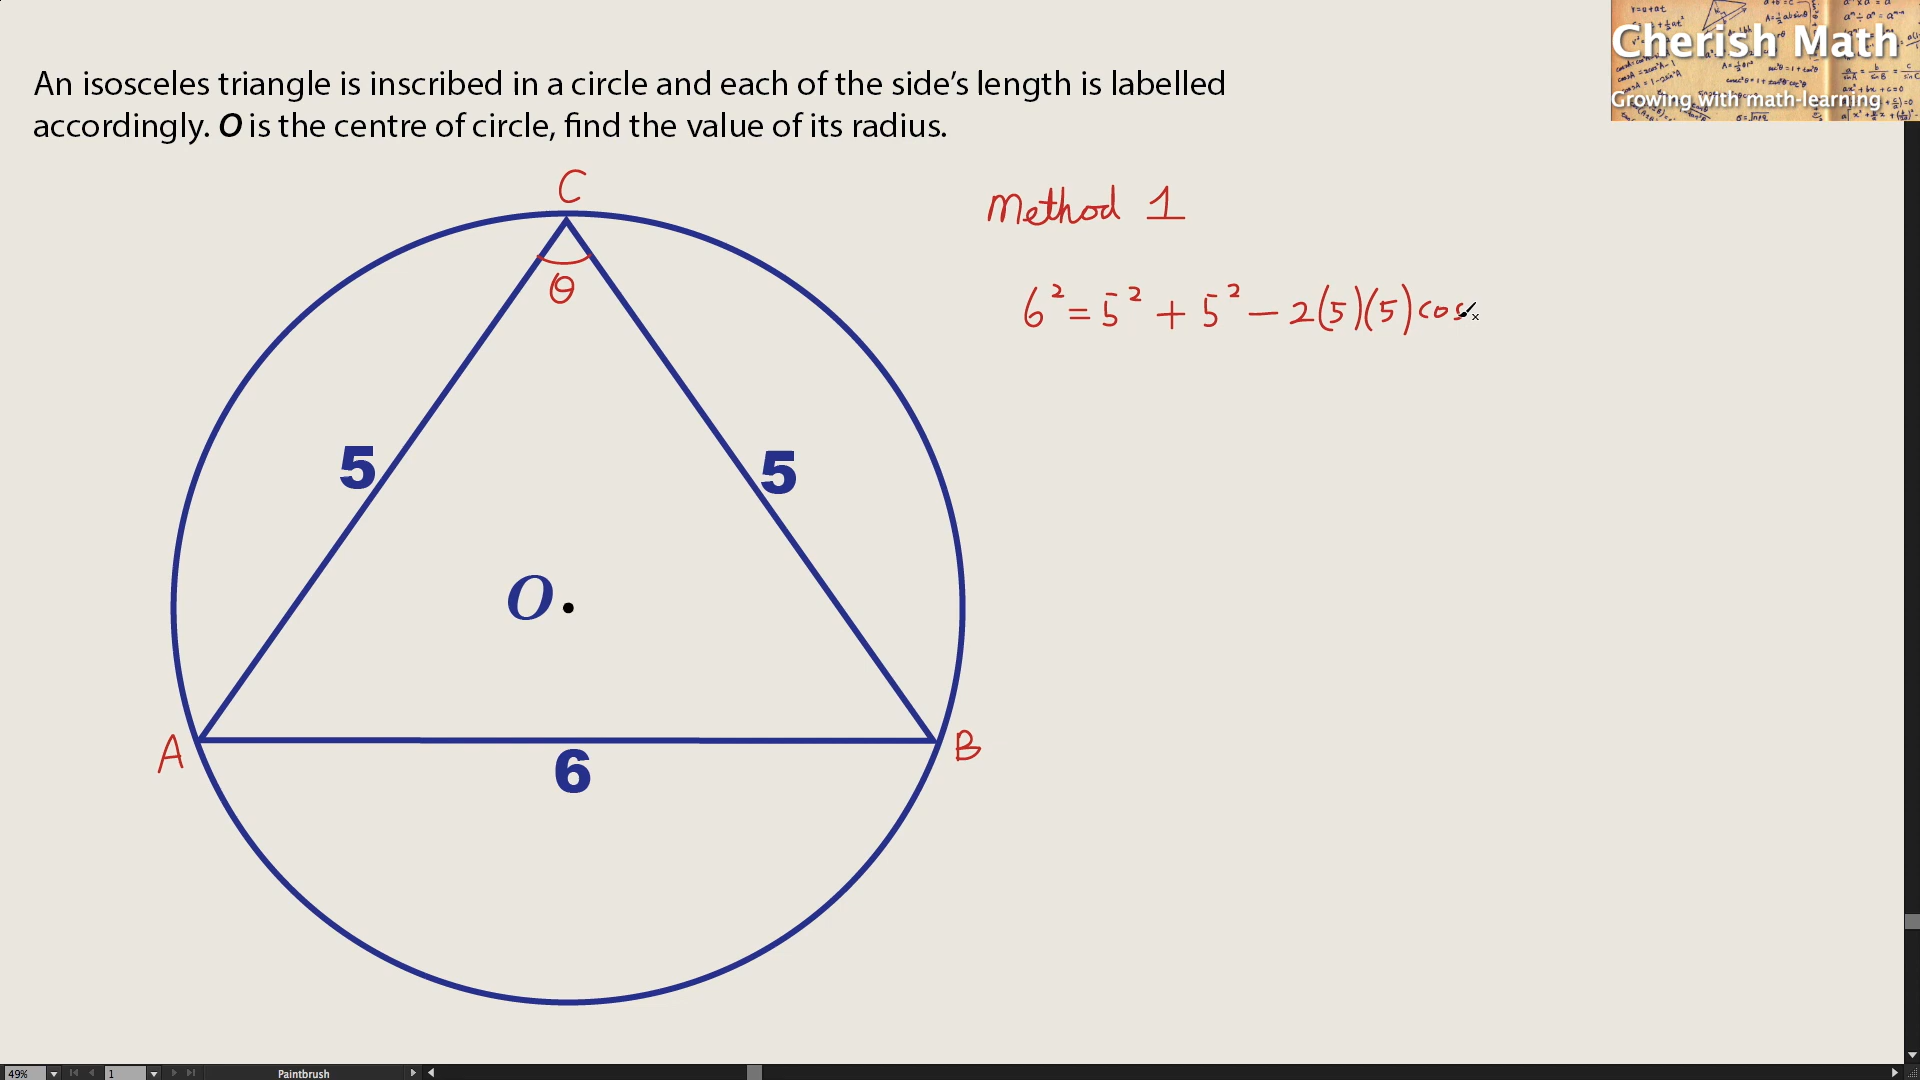 Cherish Math
Growing with math-learning
An isosceles triangle is inscribed in a circle and each of the side's length is labelled
accordingly. O is the centre of circle, find the value of its radius.
C
Method 1
θ
6² = 5² + 5² − 2(5)(5) cos
5
5
O
A
B
6
49%
1
Paintbrush